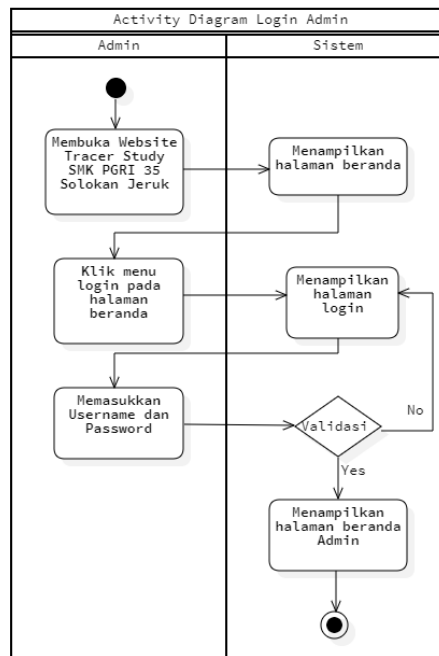 Activity Diagram Login Admin
Admin
Sistem
Membuka Website
Tracer Study
SMK PGRI 35
Solokan Jeruk
Menampilkan
halaman beranda
Klik menu
login pada
halaman
beranda
Menampilkan
halaman
login
Memasukkan
Username dan
Password
Validasi
No
Yes
Menampilkan
halaman beranda
Admin